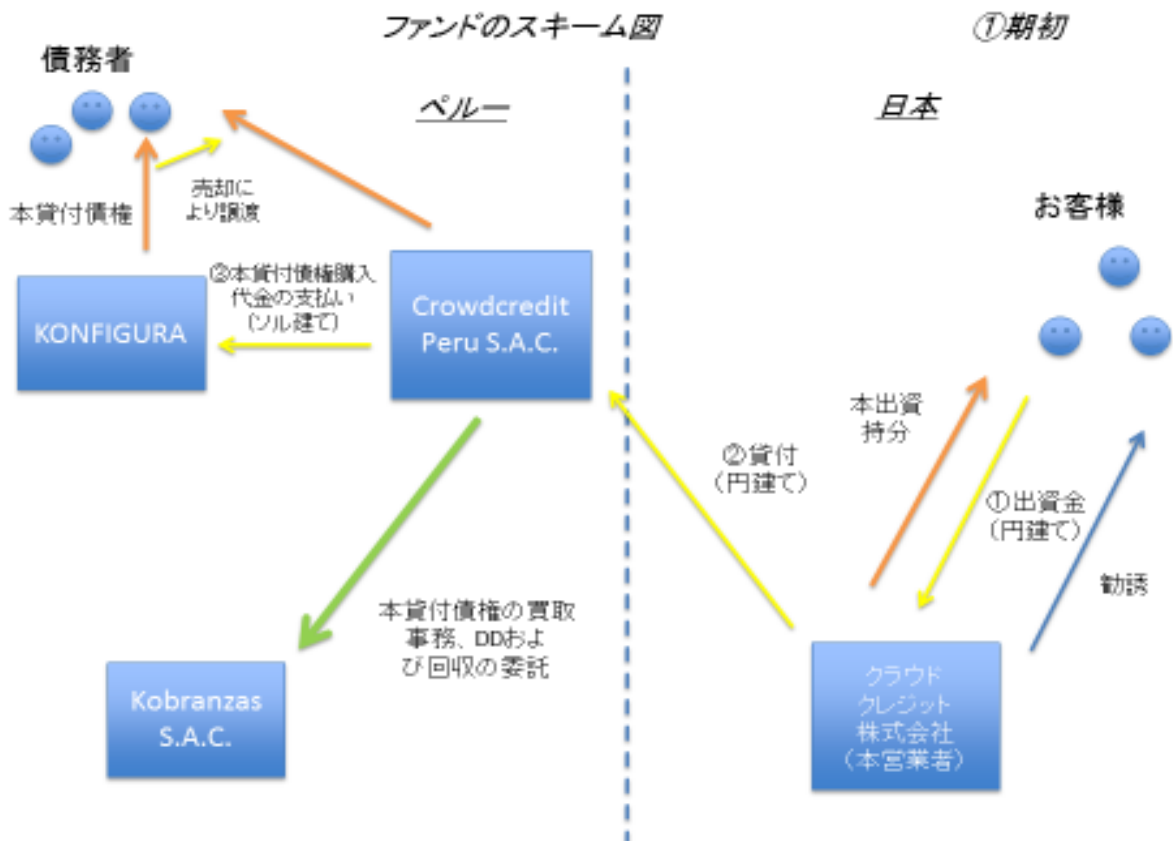 ファンドのスキーム図
①期初
債務者
ペルー
日本
本貸付債権
売却に
より譲渡
お客様
③本貸付債権購入
代金の支払い
(ソル建て)
KONFIGURA
Crowdcredit
Peru S.A.C.
本出資
持分
②貸付
(円建て)
①出資金
(円建て)
勧誘
本貸付債権の買取
事務、DDおよ
び回収の委託
Kobranzas
S.A.C.
クラウド
クレジット
株式会社
(本営業者)